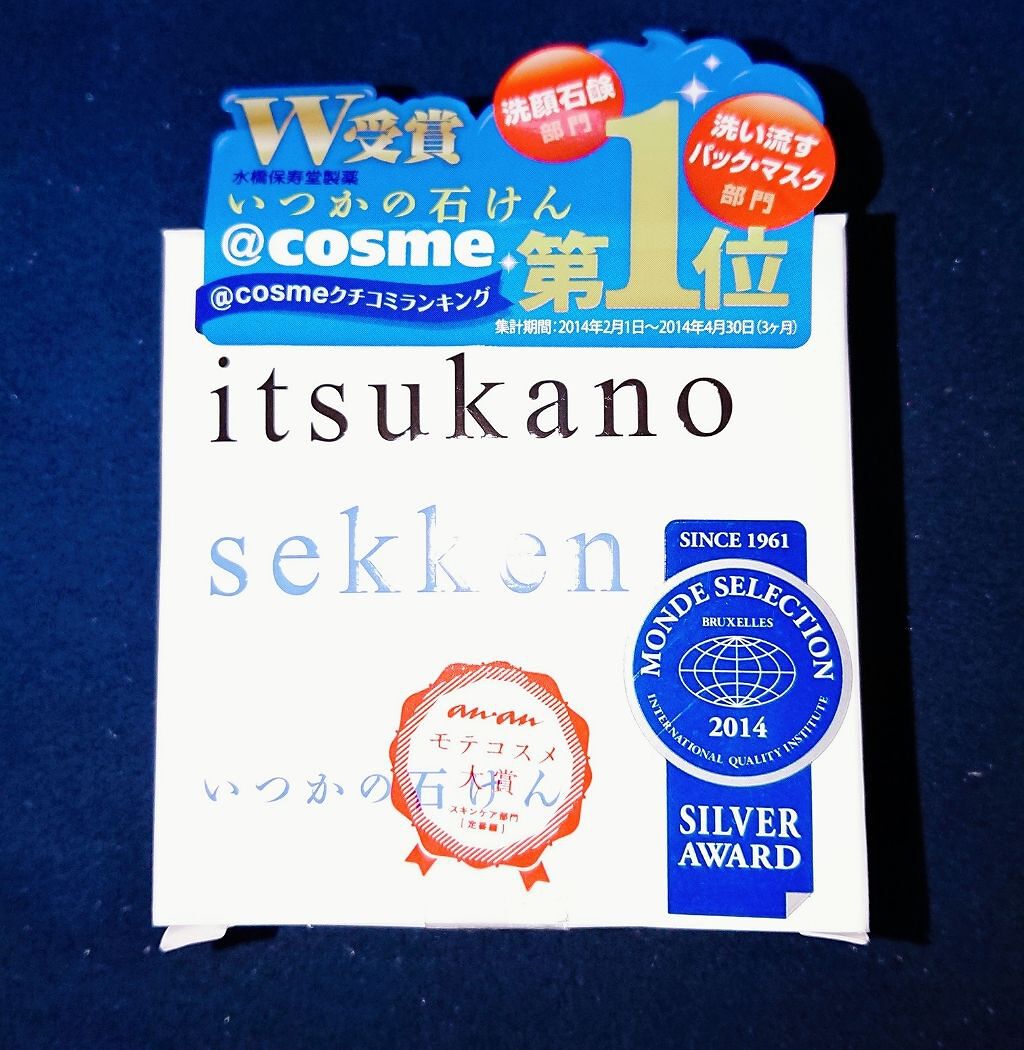 W受賞
洗顔石鹸
部門
洗い流す
パック・マスク
部門
水橋保寿堂製薬
いつかの石けん
@cosme
@cosmeクチコミランキング
第1位
集計期間：2014年2月1日～2014年4月30日（3ヶ月）
itsukano
sekken
SINCE 1961
MONDE SELECTION
BRUXELLES
2014
INTERNATIONAL QUALITY INSTITUTE
SILVER
AWARD
an・an
モテコスメ
大賞
スキンケア部門
［定番編］
いつかの石けん